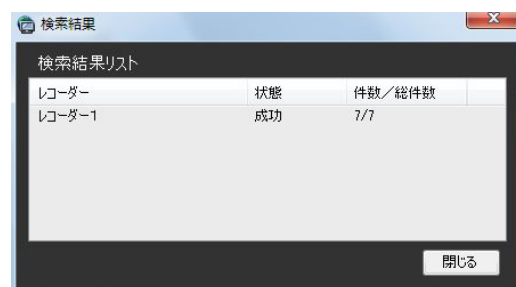 検索結果
検索結果リスト
レコーダー 状態 件数／総件数
レコーダー1 成功 7/7
閉じる